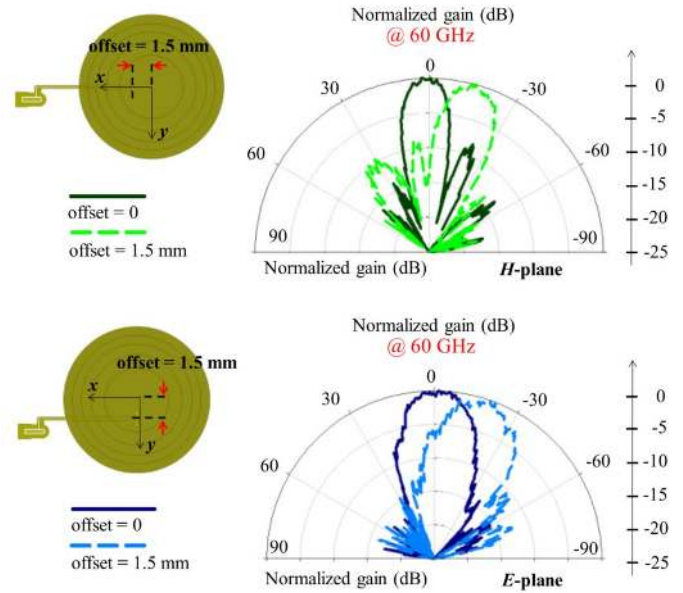 Normalized gain (dB)
@ 60 GHz
offset = 1.5 mm
x
y
0
30
-30
60
-60
90
-90
0
-5
-10
-15
-20
-25
offset = 0
offset = 1.5 mm
Normalized gain (dB)
H-plane
Normalized gain (dB)
@ 60 GHz
offset = 1.5 mm
x
y
0
30
-30
60
-60
90
-90
0
-5
-10
-15
-20
-25
offset = 0
offset = 1.5 mm
Normalized gain (dB)
E-plane